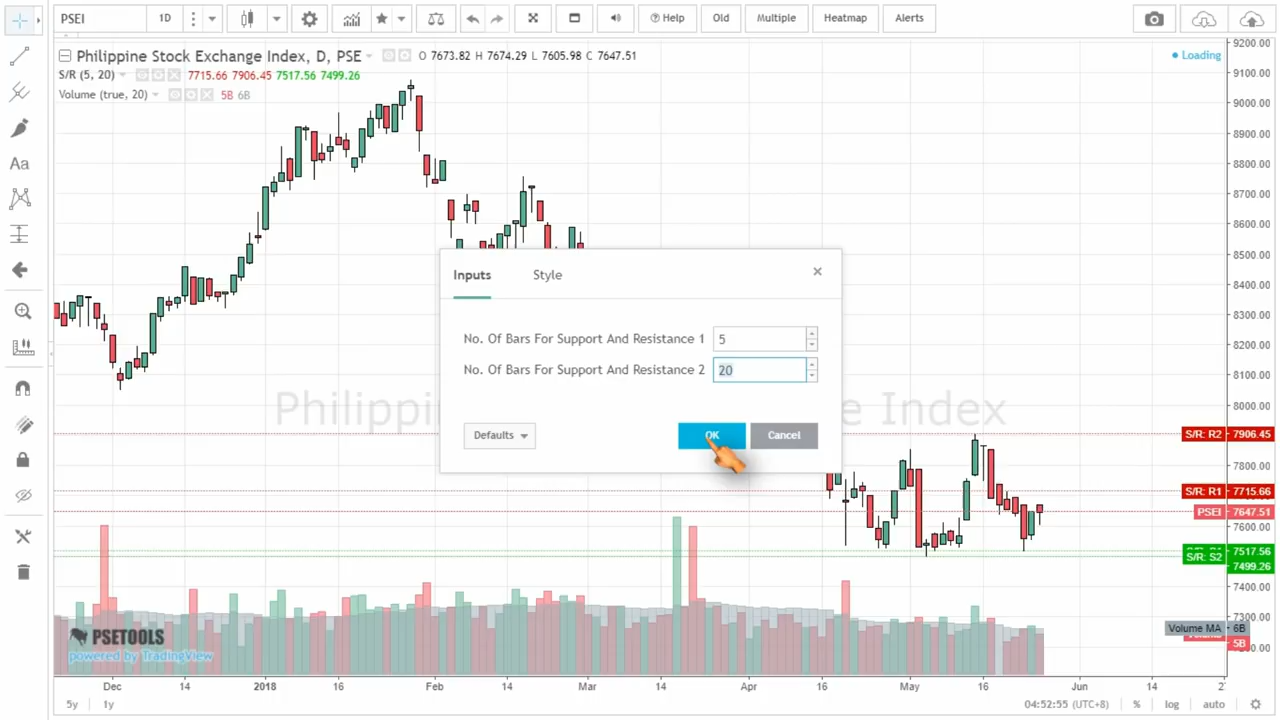 PSEI 1D Help Old Multiple Heatmap Alerts
Philippine Stock Exchange Index, D, PSE O 7673.82 H 7674.29 L 7605.98 C 7647.51
Loading
S/R (5, 20) 7715.66 7906.45 7517.56 7499.26
Volume (true, 20) 5B 6B
Aa
9200.00
9100.00
9000.00
8900.00
8800.00
8700.00
8600.00
8500.00
8400.00
8300.00
8200.00
8100.00
8000.00
Inputs Style
No. Of Bars For Support And Resistance 1 5
No. Of Bars For Support And Resistance 2 20
Defaults OK Cancel
Index
S/R: R2 7906.45
7800.00
S/R: R1 7715.66
PSEI 7647.51
7600.00
7517.56
S/R: S2 7499.26
7400.00
7300.00
Volume MA 6B
5B
PSETOOLS
powered by TradingView
Dec 14 2018 16 Feb 14 Mar 14 Apr 16 May 16 Jun 14
5y 1y 04:52:55 (UTC+8) % log auto